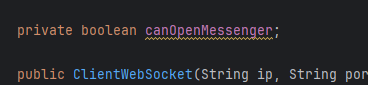 private boolean canOpenMessenger;
public ClientWebSocket(String ip, String por